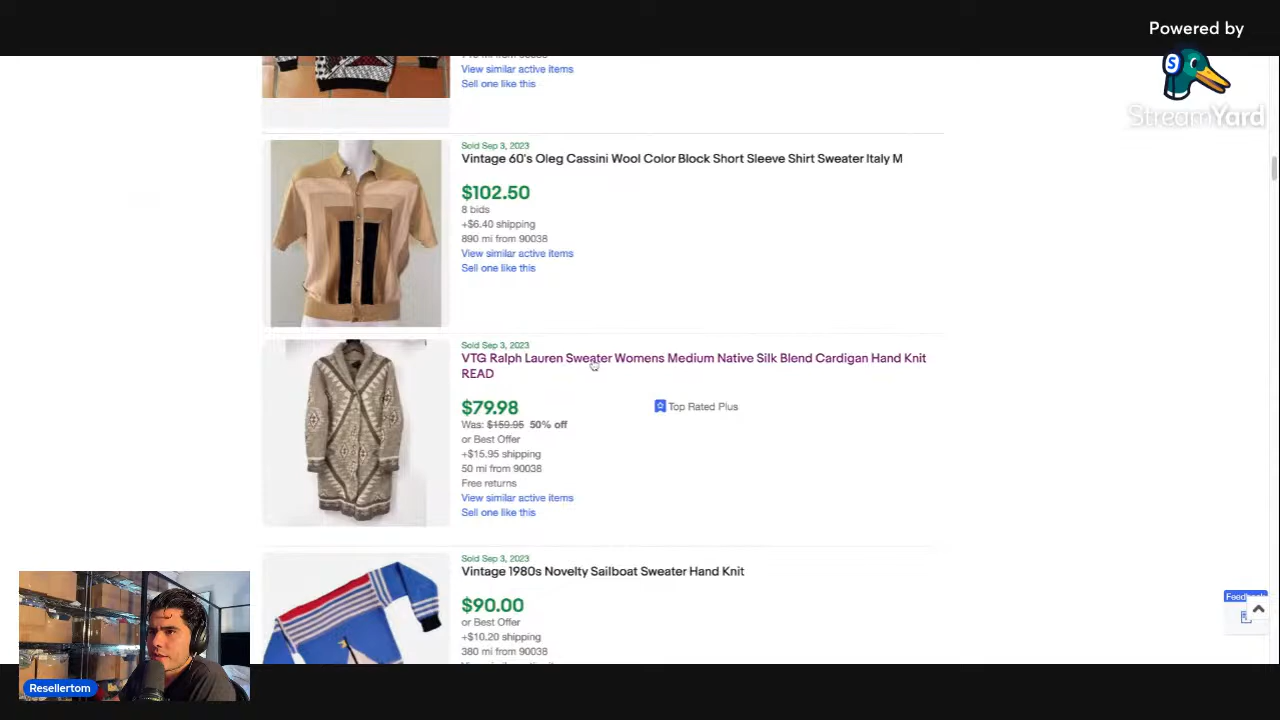 Powered by
S
StreamYard
View similar active items
Sell one like this
Sold Sep 3, 2023
Vintage 60's Oleg Cassini Wool Color Block Short Sleeve Shirt Sweater Italy M
$102.50
8 bids
+$6.40 shipping
890 mi from 90038
View similar active items
Sell one like this
Sold Sep 3, 2023
VTG Ralph Lauren Sweater Womens Medium Native Silk Blend Cardigan Hand Knit
READ
$79.98
Top Rated Plus
Was: $159.95 50% off
or Best Offer
+$15.95 shipping
50 mi from 90038
Free returns
View similar active items
Sell one like this
Sold Sep 3, 2023
Vintage 1980s Novelty Sailboat Sweater Hand Knit
$90.00
or Best Offer
+$10.20 shipping
380 mi from 90038
Feedback
Resellertom